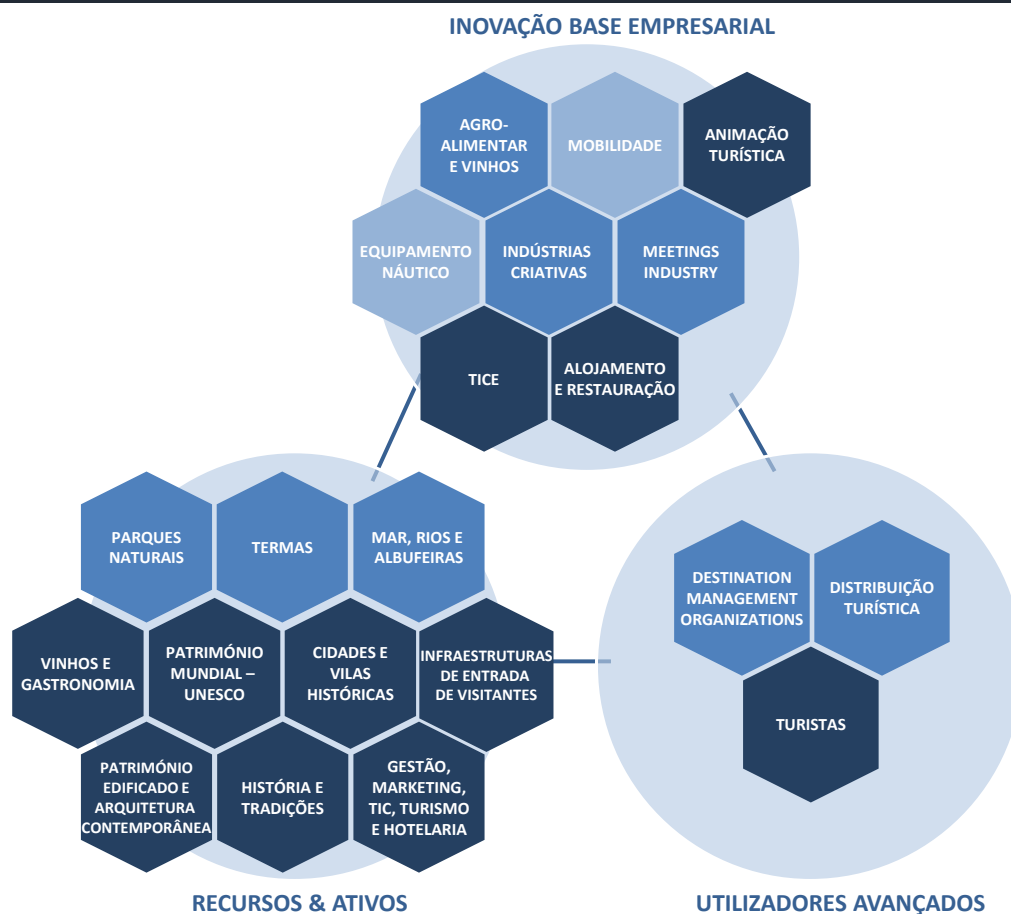 INOVAÇÃO BASE EMPRESARIAL
AGRO-
ALIMENTAR
E VINHOS
MOBILIDADE
ANIMAÇÃO
TURÍSTICA
EQUIPAMENTO
NÁUTICO
INDÚSTRIAS
CRIATIVAS
MEETINGS
INDUSTRY
TICE
ALOJAMENTO
E RESTAURAÇÃO
PARQUES
NATURAIS
TERMAS
MAR, RIOS E
ALBUFEIRAS
VINHOS E
GASTRONOMIA
PATRIMÓNIO
MUNDIAL –
UNESCO
CIDADES E
VILAS
HISTÓRICAS
INFRAESTRUTURAS
DE ENTRADA
DE VISITANTES
PATRIMÓNIO
EDIFICADO E
ARQUITETURA
CONTEMPORÂNEA
HISTÓRIA E
TRADIÇÕES
GESTÃO,
MARKETING,
TIC, TURISMO
E HOTELARIA
RECURSOS & ATIVOS
DESTINATION
MANAGEMENT
ORGANIZATIONS
DISTRIBUIÇÃO
TURÍSTICA
TURISTAS
UTILIZADORES AVANÇADOS